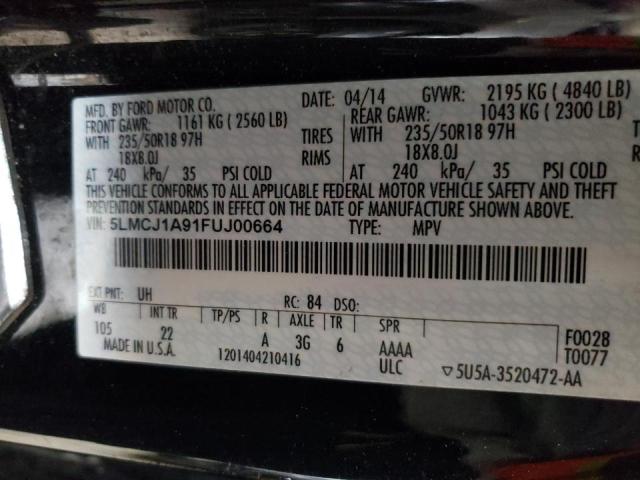 MFD. BY FORD MOTOR CO.
DATE: 04/14 GVWR: 2195 KG ( 4840 LB)
FRONT GAWR: 1161 KG ( 2560 LB)
REAR GAWR: 1043 KG ( 2300 LB)
WITH 235/50R18 97H TIRES WITH 235/50R18 97H
18X8.0J RIMS 18X8.0J
AT 240 kPa/ 35 PSI COLD AT 240 kPa/ 35 PSI COLD
THIS VEHICLE CONFORMS TO ALL APPLICABLE FEDERAL MOTOR VEHICLE SAFETY AND THEFT
PREVENTION STANDARDS IN EFFECT ON THE DATE OF MANUFACTURE SHOWN ABOVE.
VIN: 5LMCJ1A91FUJ00664 TYPE: MPV
EXT PNT: UH RC: 84 DSO:
WB INT TR TP/PS R AXLE TR SPR
105 22 A 3G 6 AAAA F0028
MADE IN U.S.A. 1201404210416 ULC ▽5U5A-3520472-AA T0077